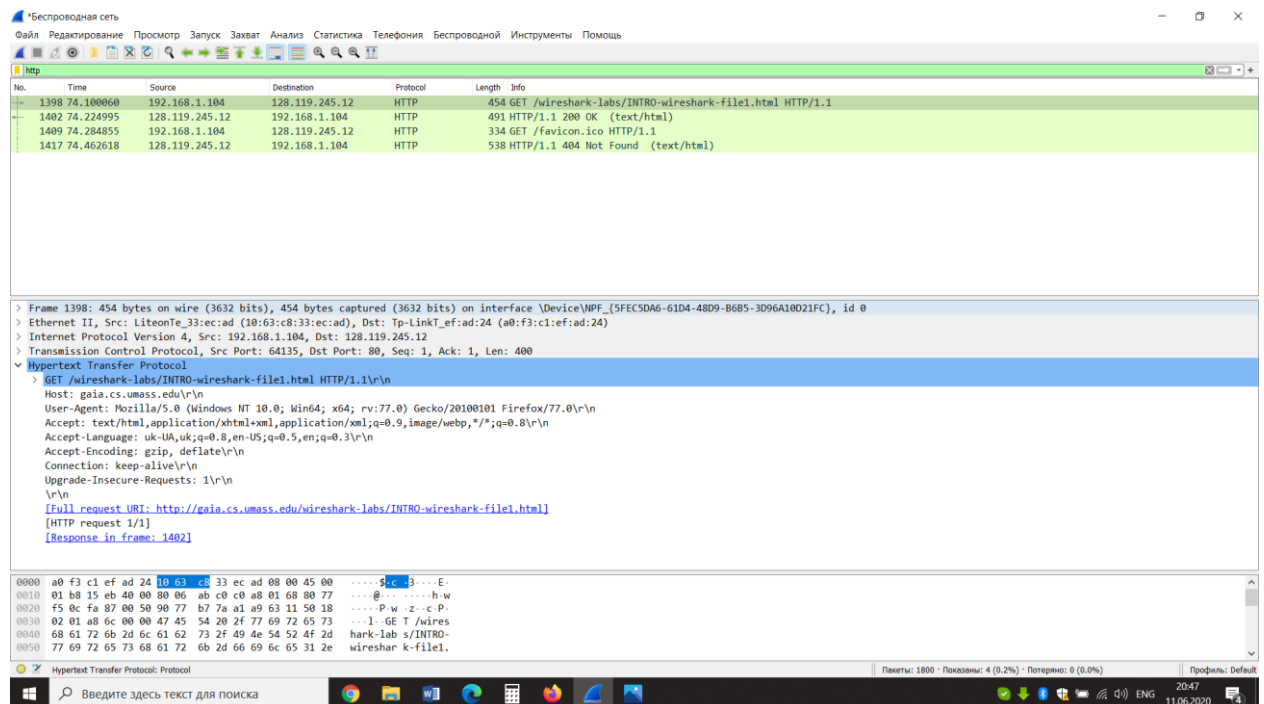 *Беспроводная сеть
Файл Редактирование Просмотр Запуск Захват Анализ Статистика Телефония Беспроводной Инструменты Помощь
http
No. Time Source Destination Protocol Length Info
1398 74.100060 192.168.1.104 128.119.245.12 HTTP 454 GET /wireshark-labs/INTRO-wireshark-file1.html HTTP/1.1
1402 74.224995 128.119.245.12 192.168.1.104 HTTP 491 HTTP/1.1 200 OK (text/html)
1409 74.284855 192.168.1.104 128.119.245.12 HTTP 334 GET /favicon.ico HTTP/1.1
1417 74.462618 128.119.245.12 192.168.1.104 HTTP 538 HTTP/1.1 404 Not Found (text/html)
> Frame 1398: 454 bytes on wire (3632 bits), 454 bytes captured (3632 bits) on interface \Device\NPF_{5FEC5DA6-61D4-48D9-B6B5-3D96A10D21FC}, id 0
> Ethernet II, Src: LiteonTe_33:ec:ad (10:63:c8:33:ec:ad), Dst: Tp-LinkT_ef:ad:24 (a0:f3:c1:ef:ad:24)
> Internet Protocol Version 4, Src: 192.168.1.104, Dst: 128.119.245.12
> Transmission Control Protocol, Src Port: 64135, Dst Port: 80, Seq: 1, Ack: 1, Len: 400
Hypertext Transfer Protocol
> GET /wireshark-labs/INTRO-wireshark-file1.html HTTP/1.1\r\n
Host: gaia.cs.umass.edu\r\n
User-Agent: Mozilla/5.0 (Windows NT 10.0; Win64; x64; rv:77.0) Gecko/20100101 Firefox/77.0\r\n
Accept: text/html,application/xhtml+xml,application/xml;q=0.9,image/webp,*/*;q=0.8\r\n
Accept-Language: uk-UA,uk;q=0.8,en-US;q=0.5,en;q=0.3\r\n
Accept-Encoding: gzip, deflate\r\n
Connection: keep-alive\r\n
Upgrade-Insecure-Requests: 1\r\n
\r\n
[Full request URI: http://gaia.cs.umass.edu/wireshark-labs/INTRO-wireshark-file1.html]
[HTTP request 1/1]
[Response in frame: 1402]
0000 a0 f3 c1 ef ad 24 10 63 c8 33 ec ad 08 00 45 00 ·····$·c ·3····E·
0010 01 b8 15 eb 40 00 80 06 ab c0 c0 a8 01 68 80 77 ····@··· ·····h·w
0020 f5 0c fa 87 00 50 90 77 b7 7a a1 a9 63 11 50 18 ·····P·w ·z··c·P·
0030 02 01 a8 6c 00 00 47 45 54 20 2f 77 69 72 65 73 ···l··GE T /wires
0040 68 61 72 6b 2d 6c 61 62 73 2f 49 4e 54 52 4f 2d hark-lab s/INTRO-
0050 77 69 72 65 73 68 61 72 6b 2d 66 69 6c 65 31 2e wireshar k-file1.
Hypertext Transfer Protocol: Protocol Пакеты: 1800 · Показаны: 4 (0.2%) · Потеряно: 0 (0.0%) Профиль: Default
Введите здесь текст для поиска ENG 20:47
11.06.2020